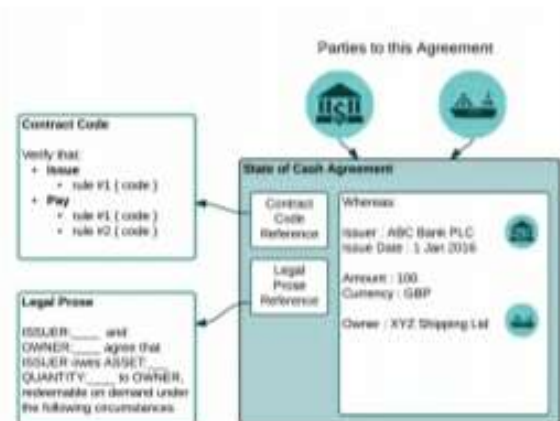 Parties to this Agreement
Contract Code
Verify that:
• Issue
• rule #1 { code }
• Pay
• rule #1 { code }
• rule #2 { code }
State of Cash Agreement
Contract
Code
Reference
Legal
Prose
Reference
Whereas:
Issuer : ABC Bank PLC
Issue Date : 1 Jan 2016
Amount : 100
Currency : GBP
Owner : XYZ Shipping Ltd
Legal Prose
ISSUER:____ and
OWNER:____ agree that
ISSUER owes ASSET:___
QUANTITY:____ to OWNER,
redeemable on demand under
the following circumstances